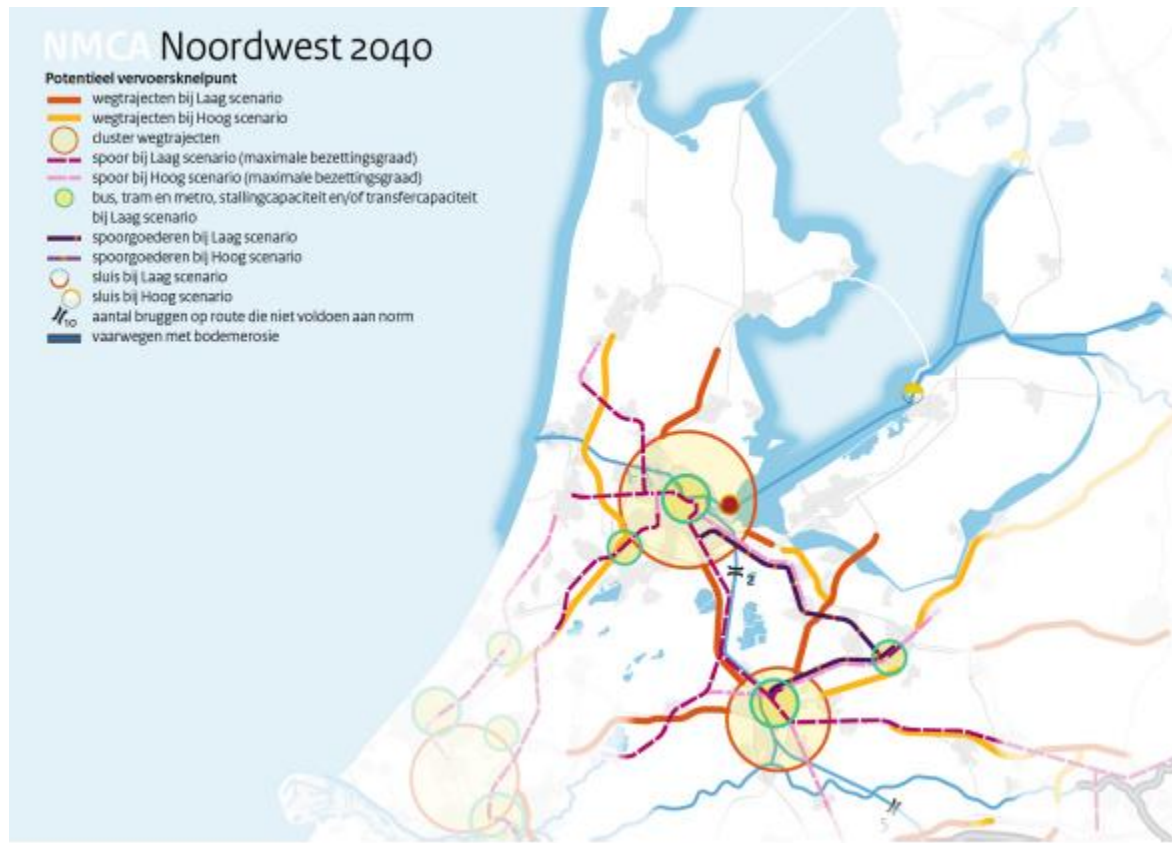 NMCA Noordwest 2040
Potentieel vervoersknelpunt
wegtrajecten bij Laag scenario
wegtrajecten bij Hoog scenario
cluster wegtrajecten
spoor bij Laag scenario (maximale bezettingsgraad)
spoor bij Hoog scenario (maximale bezettingsgraad)
bus, tram en metro, stallingcapaciteit en/of transfercapaciteit
bij Laag scenario
spoorgoederen bij Laag scenario
spoorgoederen bij Hoog scenario
sluis bij Laag scenario
sluis bij Hoog scenario
10 aantal bruggen op route die niet voldoen aan norm
vaarwegen met bodemerosie
2
5